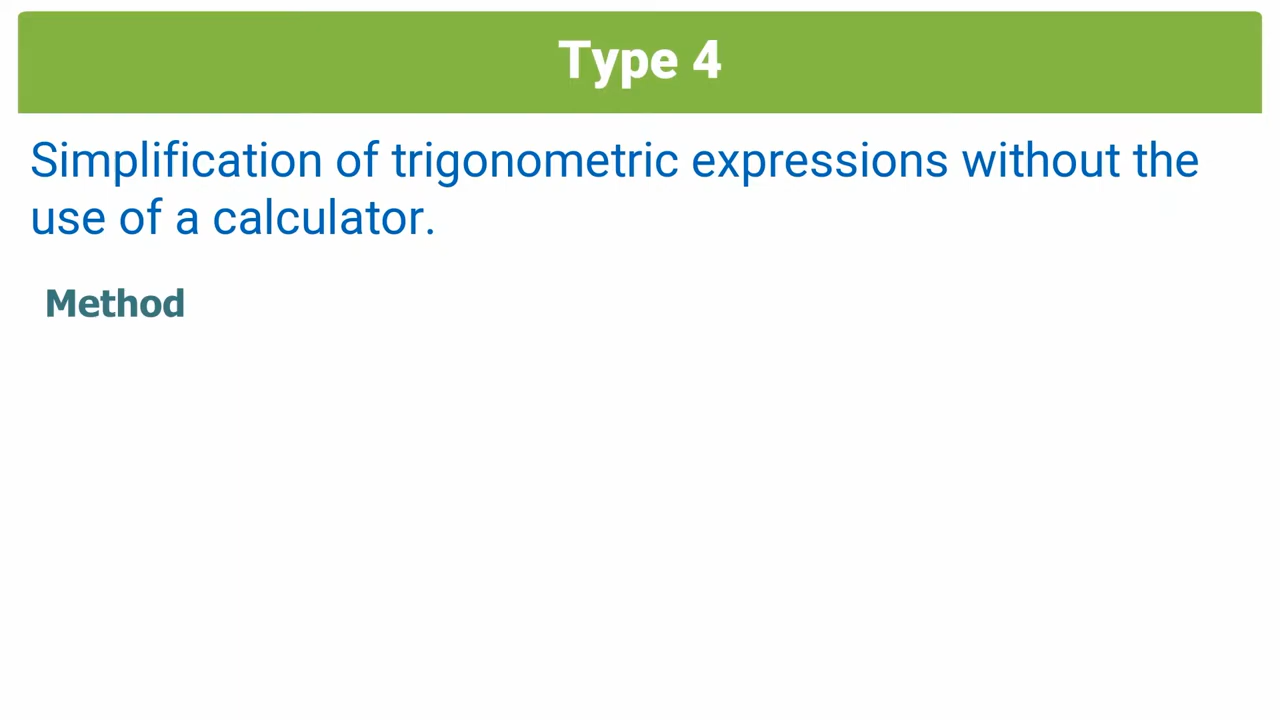 Type 4
Simplification of trigonometric expressions without the
use of a calculator.
Method